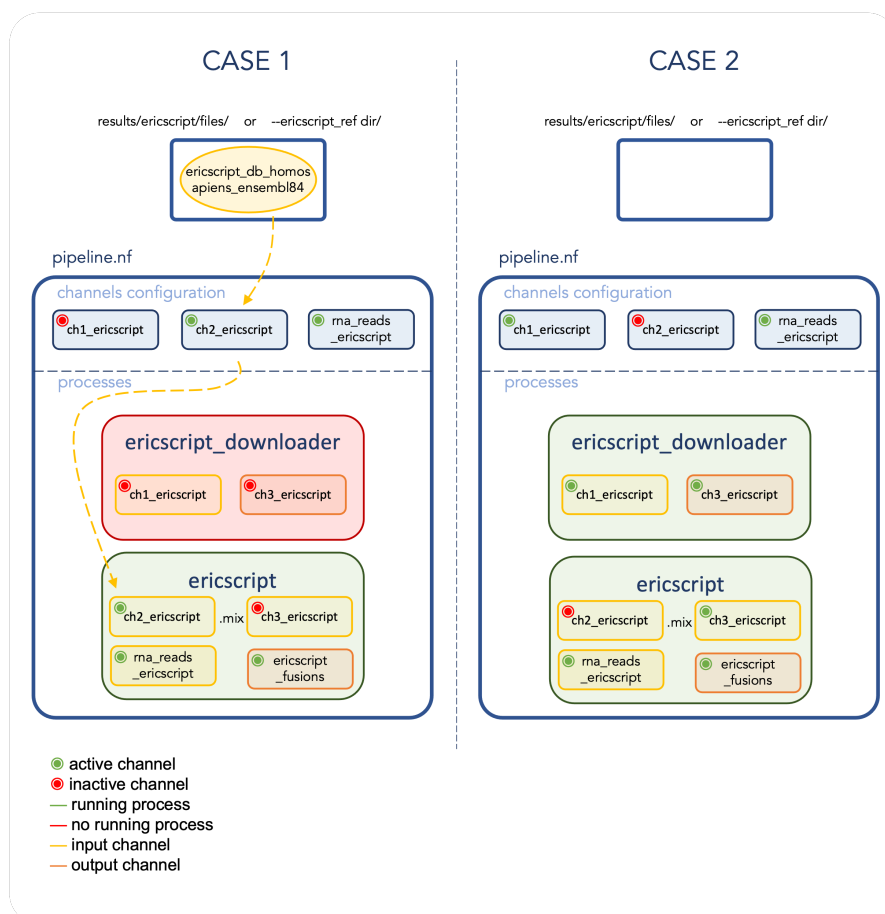 CASE 1
results/ericscript/files/ or --ericscript_ref dir/
ericscript_db_homos
apiens_ensembl84
pipeline.nf
channels configuration
ch1_ericscript
ch2_ericscript
rna_reads
_ericscript
processes
ericscript_downloader
ch1_ericscript
ch3_ericscript
ericscript
ch2_ericscript
.mix
ch3_ericscript
rna_reads
_ericscript
ericscript
_fusions
CASE 2
results/ericscript/files/ or --ericscript_ref dir/
pipeline.nf
channels configuration
ch1_ericscript
ch2_ericscript
rna_reads
_ericscript
processes
ericscript_downloader
ch1_ericscript
ch3_ericscript
ericscript
ch2_ericscript
.mix
ch3_ericscript
rna_reads
_ericscript
ericscript
_fusions
active channel
inactive channel
running process
no running process
input channel
output channel